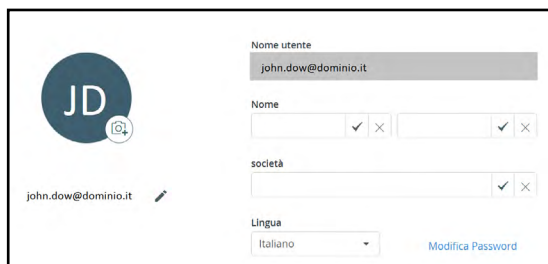 JD
john.dow@dominio.it
Nome utente
john.dow@dominio.it
Nome
società
Lingua
Italiano
Modifica Password